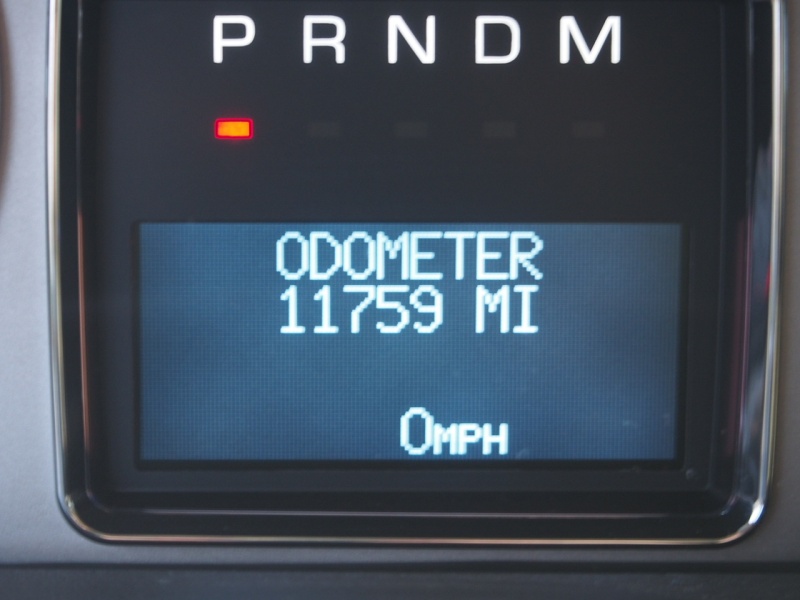 P R N D M
ODOMETER
11759 MI
0MPH